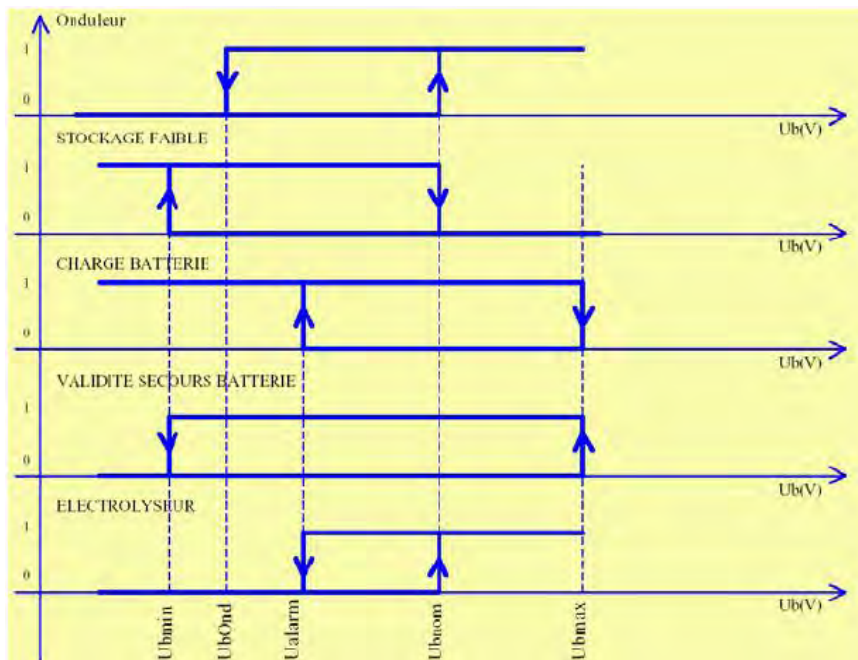 Onduleur
1
0
Ub(V)
STOCKAGE FAIBLE
1
0
Ub(V)
CHARGE BATTERIE
1
0
Ub(V)
VALIDITE SECOURS BATTERIE
1
0
Ub(V)
ELECTROLYSEUR
1
0
Ub(V)
Ubmin
UbOnd
Ualarm
Ubnom
Ubmax